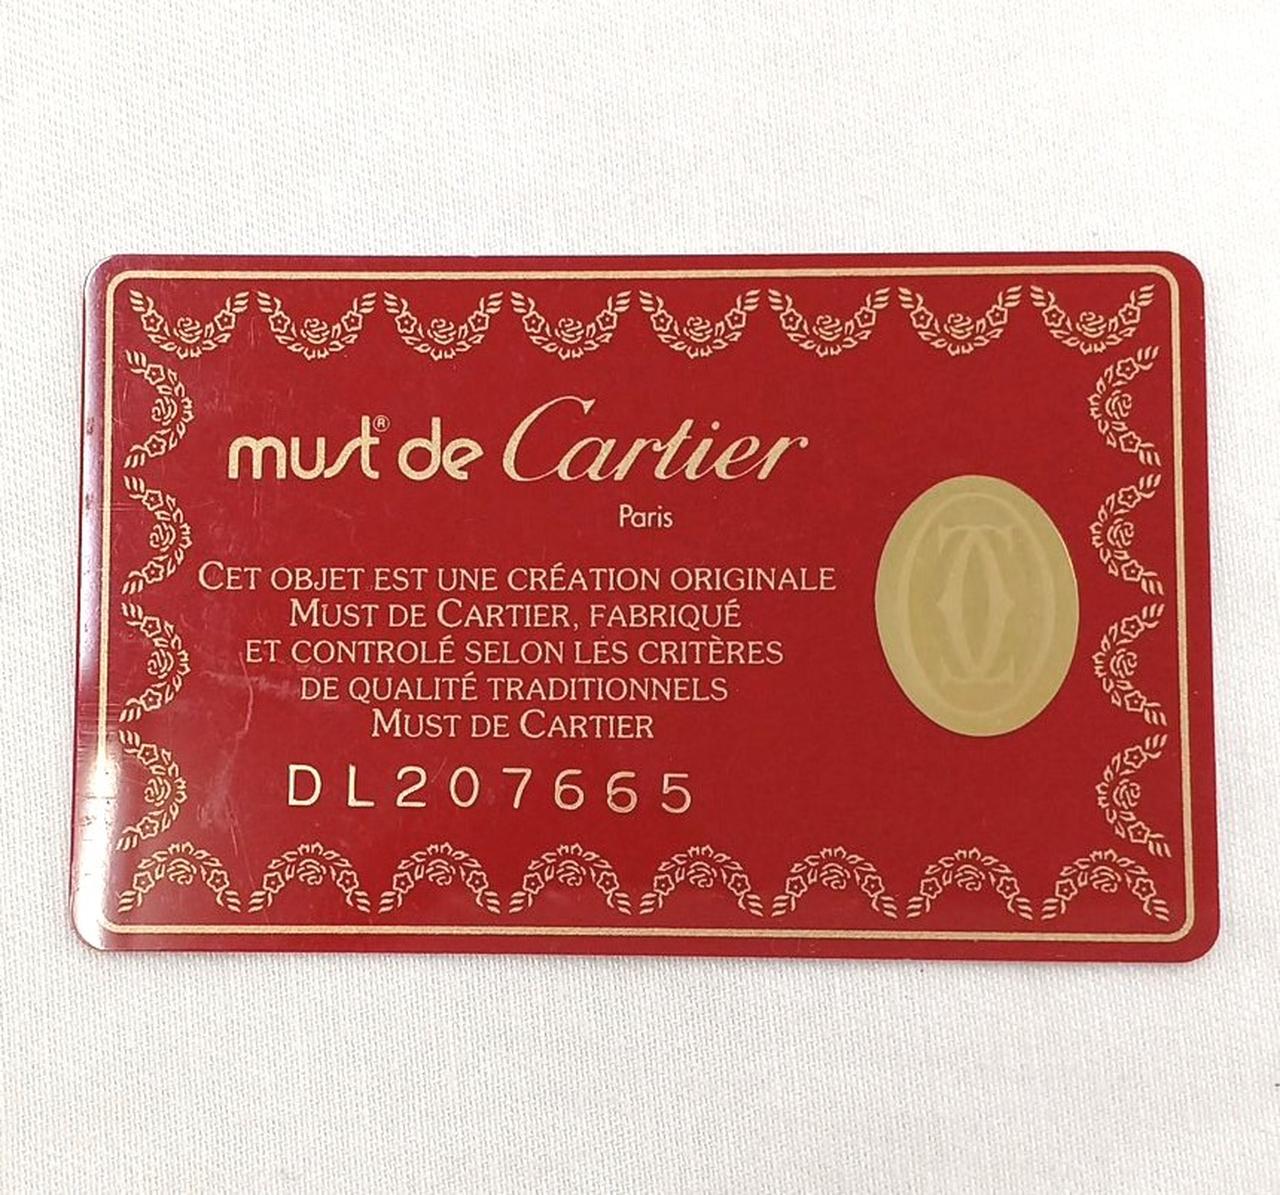 must® de Cartier
Paris
CET OBJET EST UNE CRÉATION ORIGINALE
MUST DE CARTIER, FABRIQUÉ
ET CONTROLÉ SELON LES CRITÈRES
DE QUALITÉ TRADITIONNELS
MUST DE CARTIER
DL207665